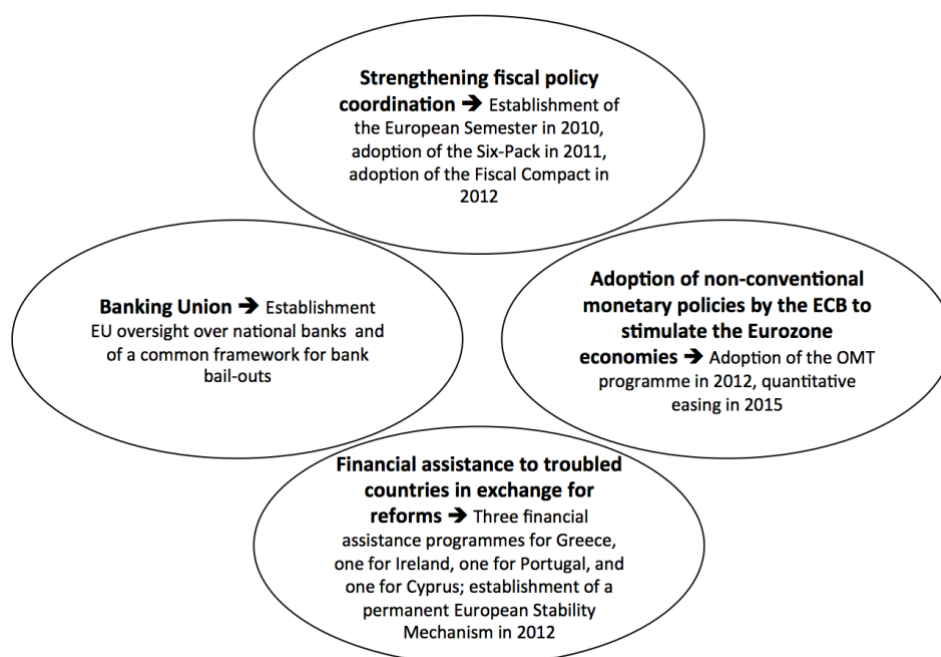 Strengthening fiscal policy
coordination ➔ Establishment of
the European Semester in 2010,
adoption of the Six-Pack in 2011,
adoption of the Fiscal Compact in
2012
Banking Union ➔ Establishment
EU oversight over national banks and
of a common framework for bank
bail-outs
Adoption of non-conventional
monetary policies by the ECB to
stimulate the Eurozone
economies ➔ Adoption of the OMT
programme in 2012, quantitative
easing in 2015
Financial assistance to troubled
countries in exchange for
reforms ➔ Three financial
assistance programmes for Greece,
one for Ireland, one for Portugal, and
one for Cyprus; establishment of a
permanent European Stability
Mechanism in 2012